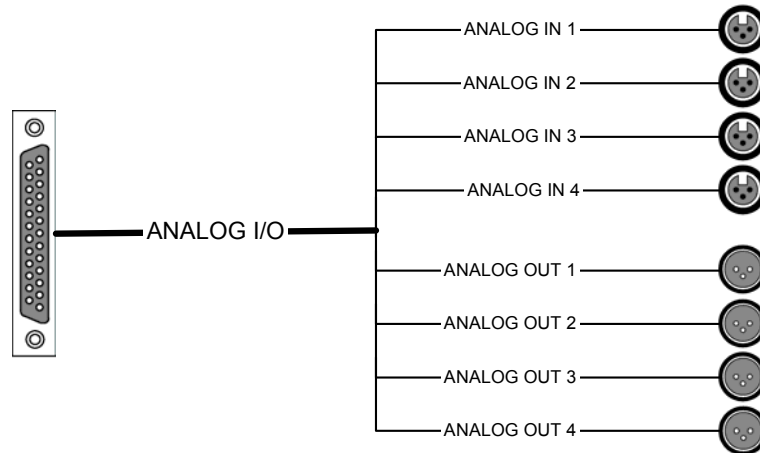 ANALOG IN 1
ANALOG IN 2
ANALOG IN 3
ANALOG IN 4
ANALOG I/O
ANALOG OUT 1
ANALOG OUT 2
ANALOG OUT 3
ANALOG OUT 4